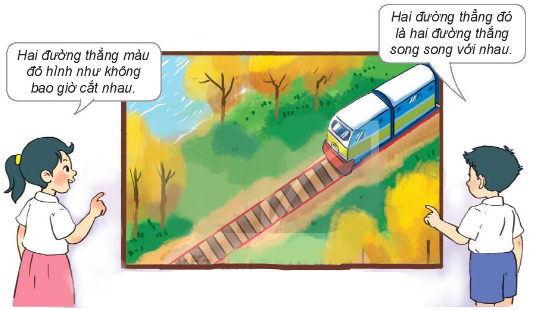 Hai đường thẳng màu
đỏ hình như không
bao giờ cắt nhau.
Hai đường thẳng đó
là hai đường thẳng
song song với nhau.